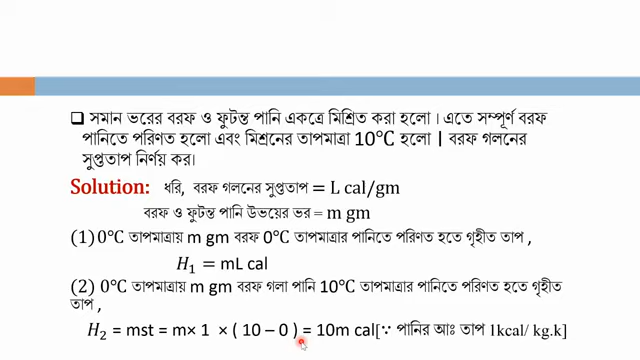 ❑ সমান ভরের বরফ ও ফুটন্ত পানি একত্রে মিশ্রিত করা হলো। এতে সম্পূর্ণ বরফ
পানিতে পরিণত হলো এবং মিশ্রনের তাপমাত্রা 10°C হলো । বরফ গলনের
সুপ্ততাপ নির্ণয় কর।
Solution: ধরি, বরফ গলনের সুপ্ততাপ = L cal/gm
বরফ ও ফুটন্ত পানি উভয়ের ভর = m gm
(1) 0°C তাপমাত্রায় m gm বরফ 0°C তাপমাত্রার পানিতে পরিণত হতে গৃহীত তাপ ,
H₁ = mL cal
(2) 0°C তাপমাত্রায় m gm বরফ গলা পানি 10°C তাপমাত্রার পানিতে পরিণত হতে গৃহীত
তাপ ,
H₂ = mst = m× 1 × ( 10 – 0 ) = 10m cal[∵ পানির আঃ তাপ 1kcal/ kg.k]